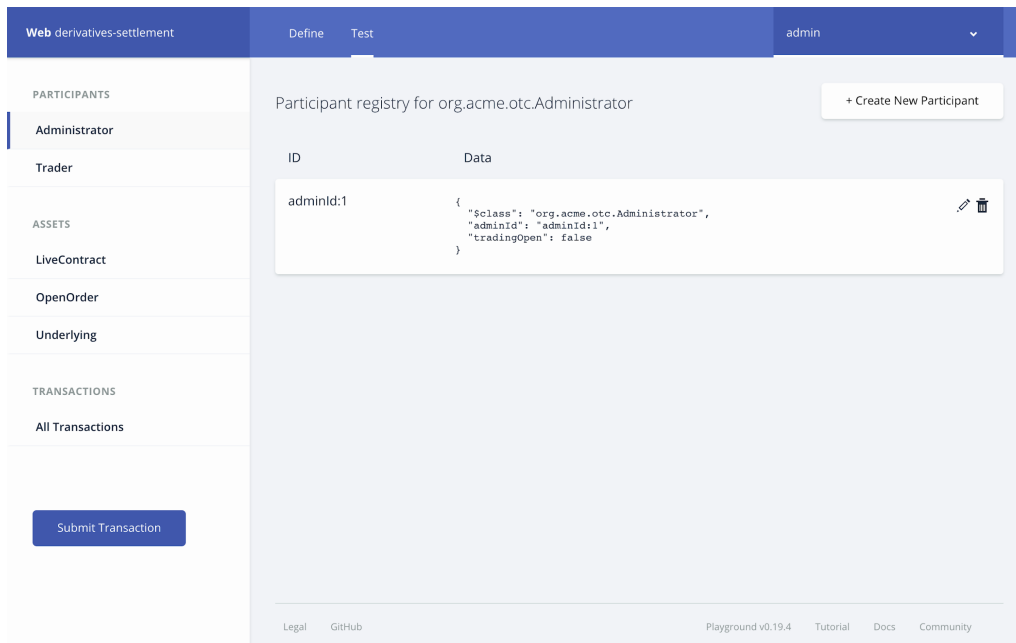 Web derivatives-settlement
Define Test
admin
PARTICIPANTS
Administrator
Trader
ASSETS
LiveContract
OpenOrder
Underlying
TRANSACTIONS
All Transactions
Submit Transaction
Participant registry for org.acme.otc.Administrator
+ Create New Participant
ID Data
adminId:1
{
"$class": "org.acme.otc.Administrator",
"adminId": "adminId:1",
"tradingOpen": false
}
Legal GitHub
Playground v0.19.4 Tutorial Docs Community